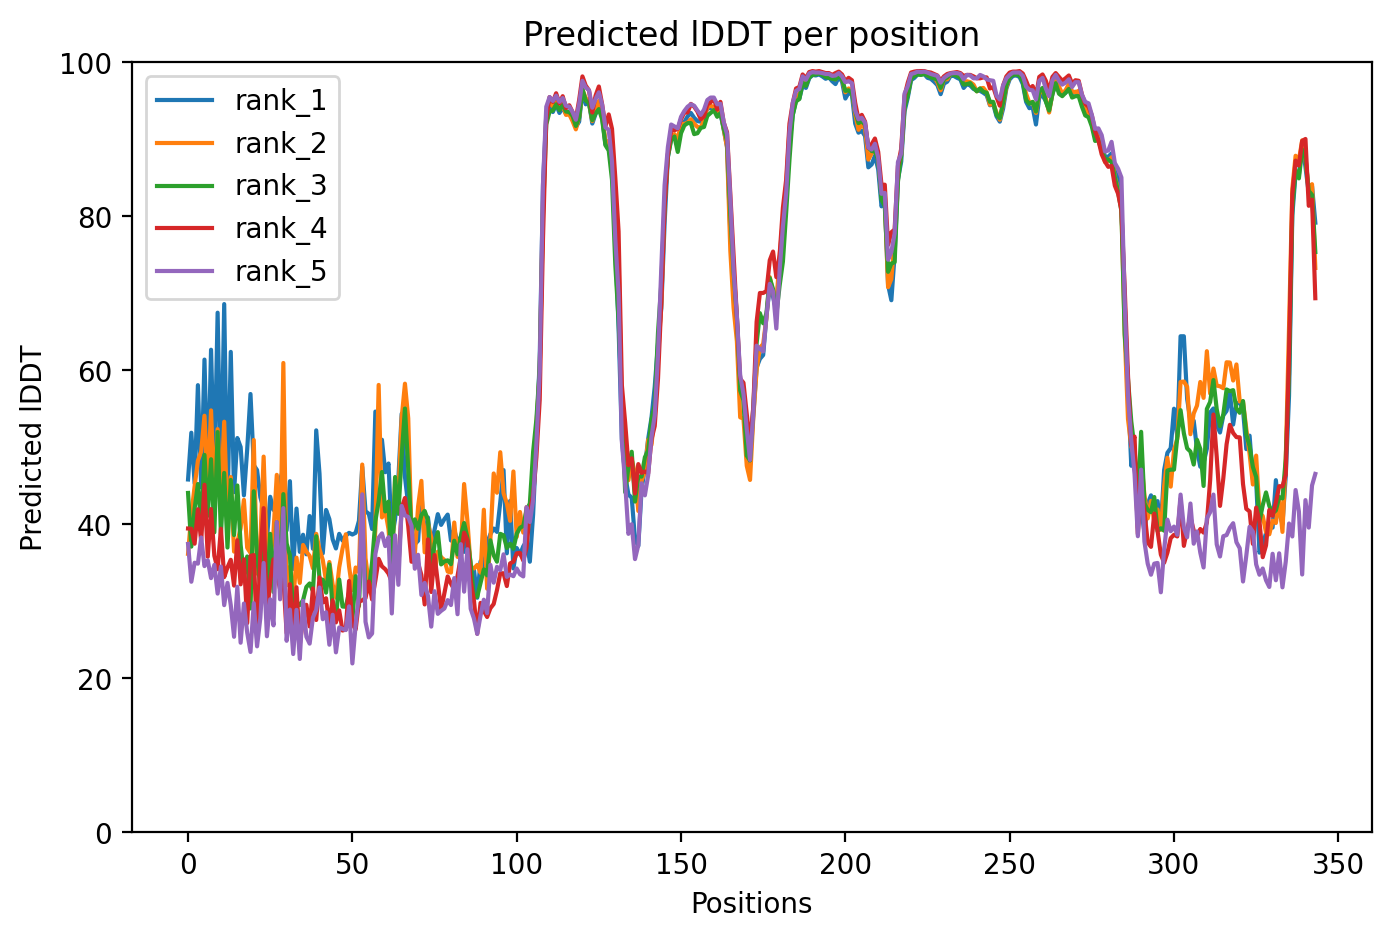 Predicted lDDT per position
Predicted lDDT
100
80
60
40
20
0
rank_1
rank_2
rank_3
rank_4
rank_5
0 50 100 150 200 250 300 350
Positions